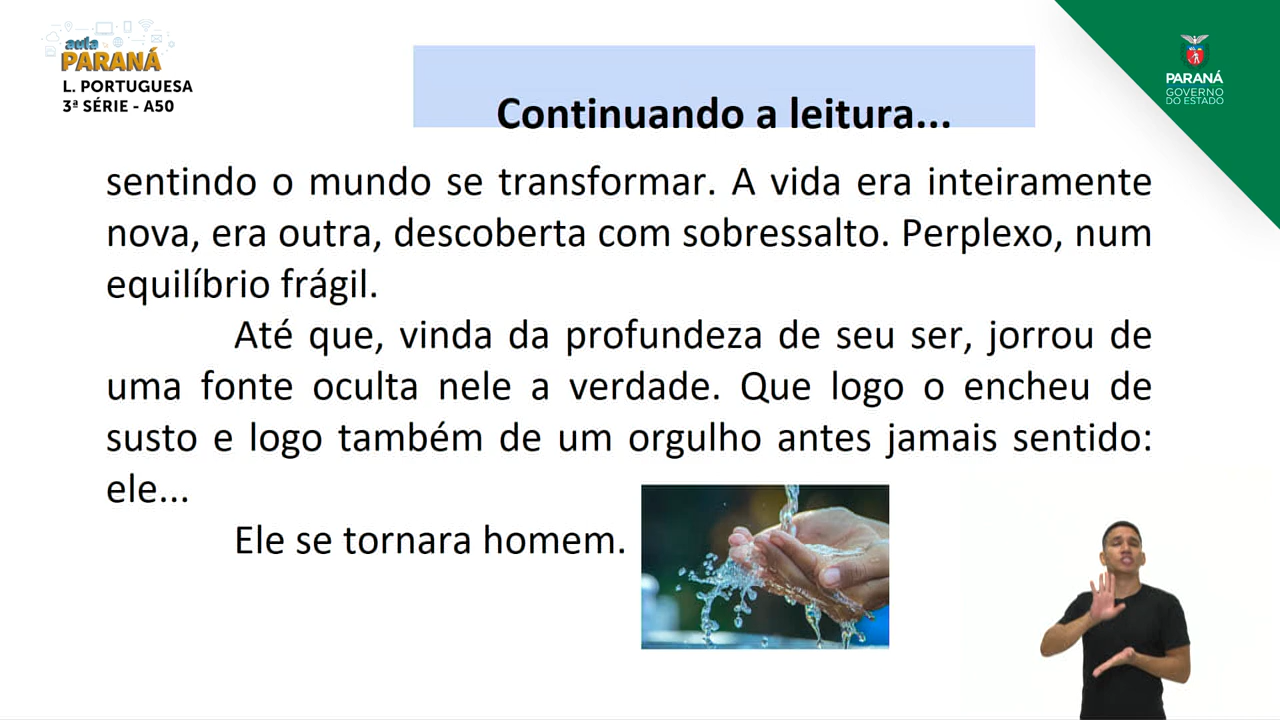 aula
PARANÁ
L. PORTUGUESA
3ª SÉRIE - A50
PARANÁ
GOVERNO
DO ESTADO
Continuando a leitura...
sentindo o mundo se transformar. A vida era inteiramente
nova, era outra, descoberta com sobressalto. Perplexo, num
equilíbrio frágil.
Até que, vinda da profundeza de seu ser, jorrou de
uma fonte oculta nele a verdade. Que logo o encheu de
susto e logo também de um orgulho antes jamais sentido:
ele...
Ele se tornara homem.